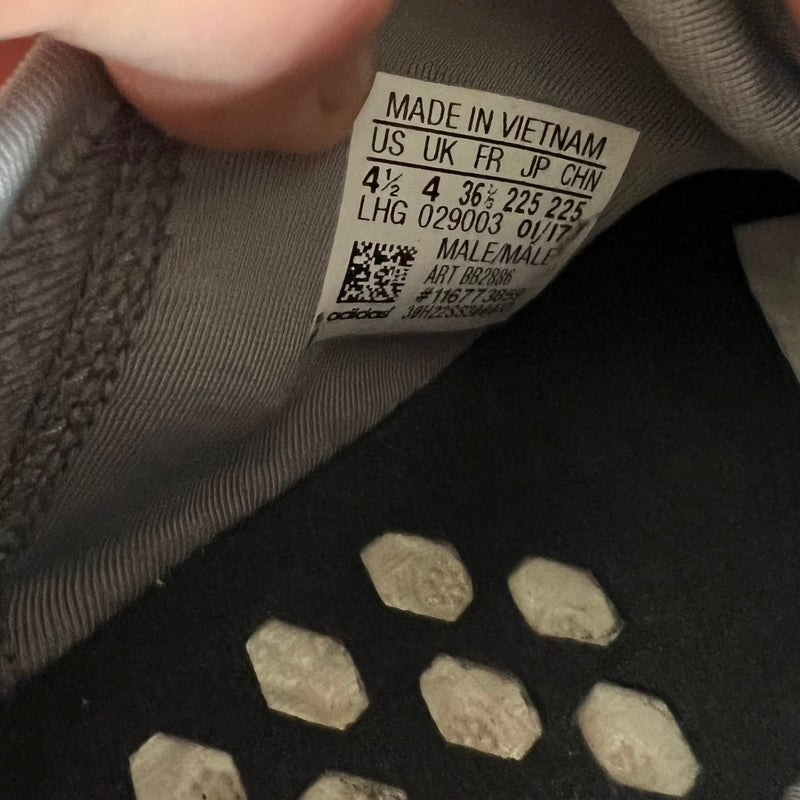 MADE IN VIETNAM
US UK FR JP CHN
4½ 4 36⅔ 225 225
LHG 029003 01/17
MALE/MALE
ART BB2886
#116773859
adidas